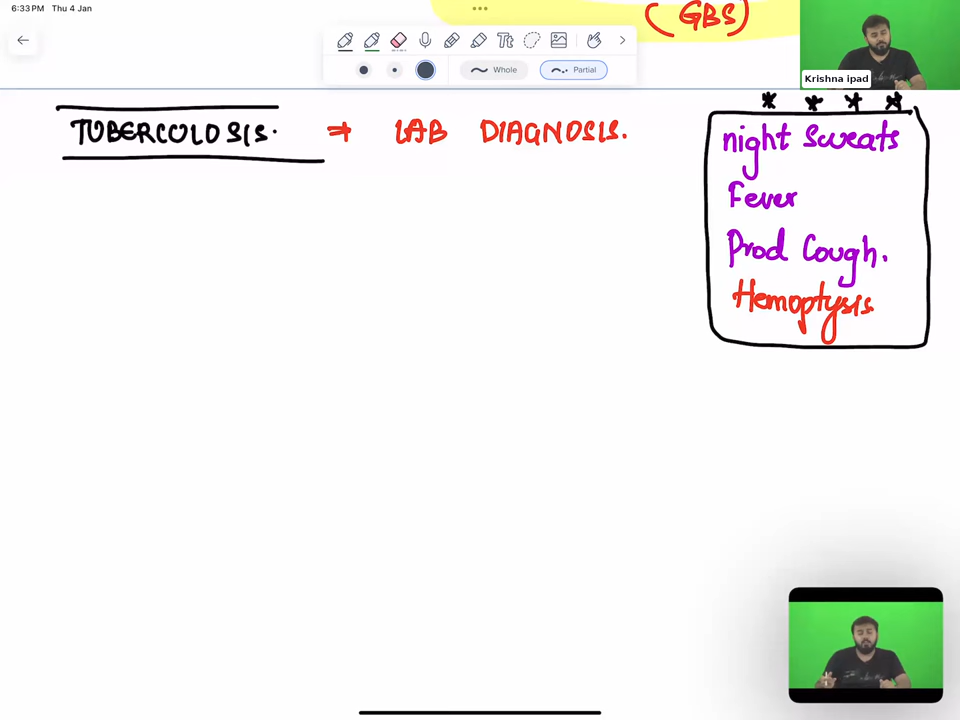 6:33 PM Thu 4 Jan
(GBS)
Whole
Partial
Krishna ipad
TUBERCULOSIS. ⇒ LAB DIAGNOSIS.
* * * *
night sweats
Fever
Prod Cough.
Hemoptysis